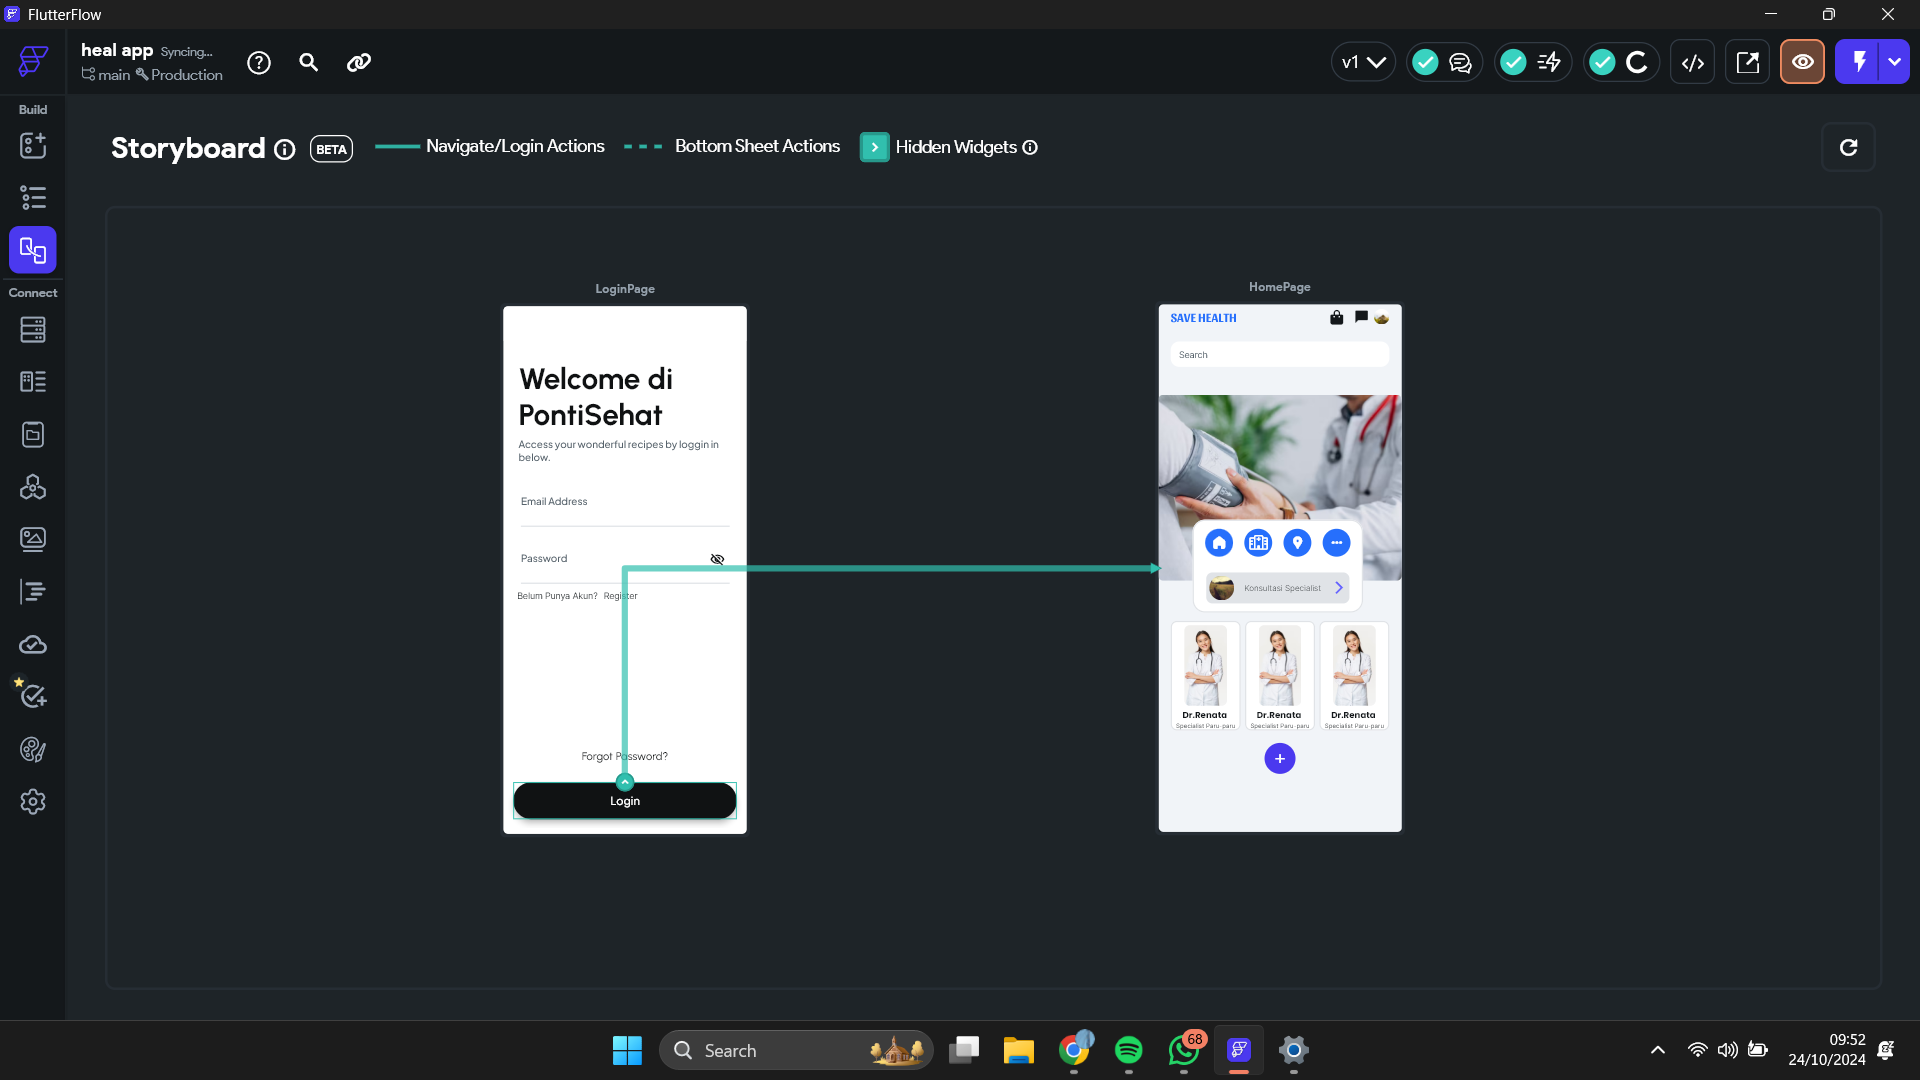 FlutterFlow
heal app Syncing...
main Production
v1
Build
Connect
Storyboard BETA Navigate/Login Actions Bottom Sheet Actions Hidden Widgets
LoginPage
Welcome di
PontiSehat
Access your wonderful recipes by loggin in
below.
Email Address
Password
Belum Punya Akun? Register
Forgot Password?
Login
HomePage
SAVE HEALTH
Search
Konsultasi Specialist
Dr.Renata Dr.Renata Dr.Renata
Specialist Paru-paru Specialist Paru-paru Specialist Paru-paru
Search
68
09:52
24/10/2024